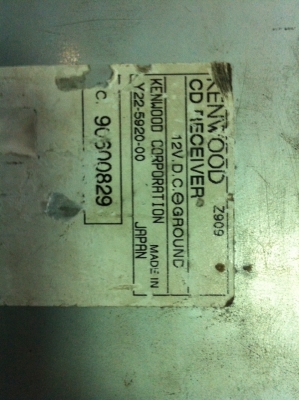 KENWOOD Z909
CD RECEIVER
12V.D.C.⊖GROUND
KENWOOD CORPORATION MADE IN
Y22-5920-00 JAPAN
90600829